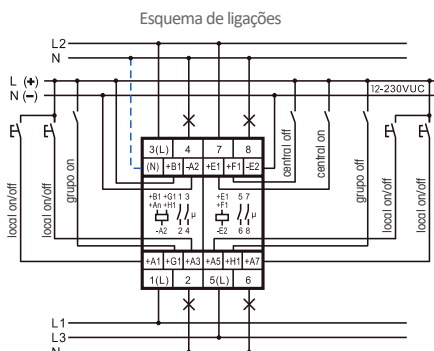 Esquema de ligações
L2
N
L (+)
N (−)
12-230VUC
3(L) 4 7 8
(N) +B1 -A2 +E1 +F1 -E2
central off
central on
local on/off
local on/off
grupo on
grupo off
local on/off
local on/off
+B1 +G1 1 3
+An +H1
µ
-A2 2 4
+E1 5 7
+F1
µ
-E2 6 8
+A1 +G1 +A3 +A5 +H1 +A7
1(L) 2 5(L) 6
L1
L3
N